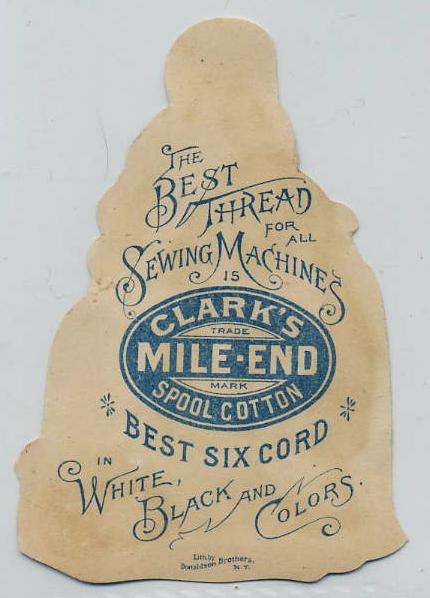 THE
BEST
THREAD
FOR
ALL
SEWING MACHINES
IS
CLARK'S
TRADE
MILE-END
MARK
SPOOL COTTON
BEST SIX CORD
IN
WHITE,
BLACK AND
COLORS.
Lith by
Donaldson Brothers,
N.Y.